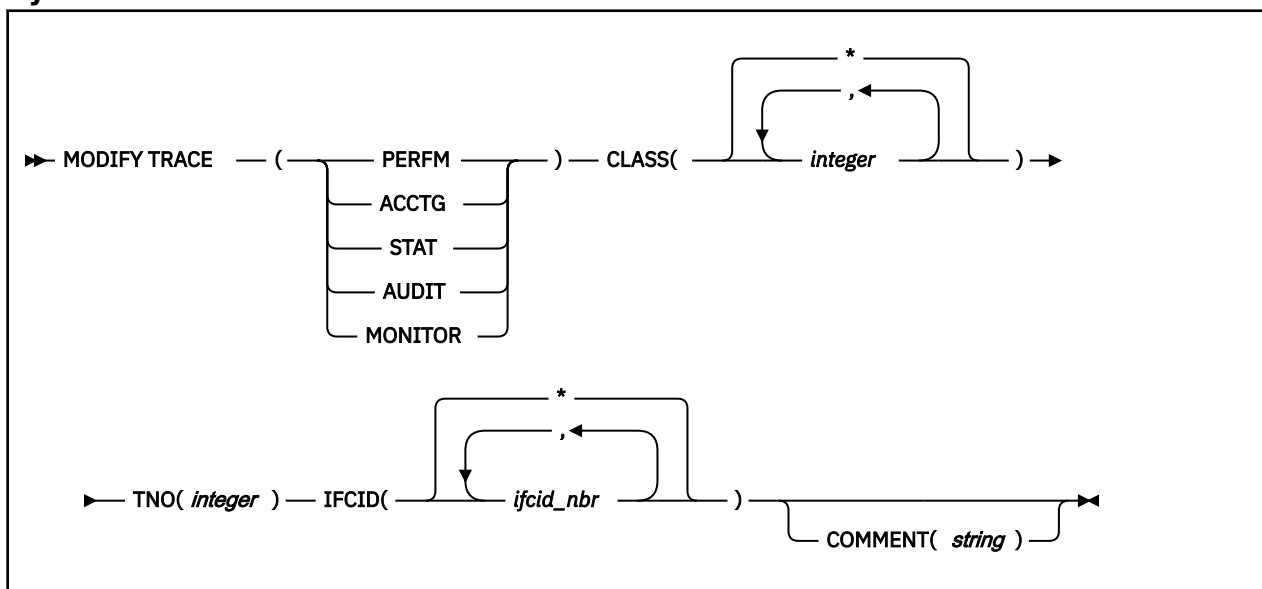 *
,
MODIFY TRACE ( PERFM ) CLASS( integer )
ACCTG
STAT
AUDIT
MONITOR
*
,
TNO( integer ) IFCID( ifcid_nbr )
COMMENT( string )